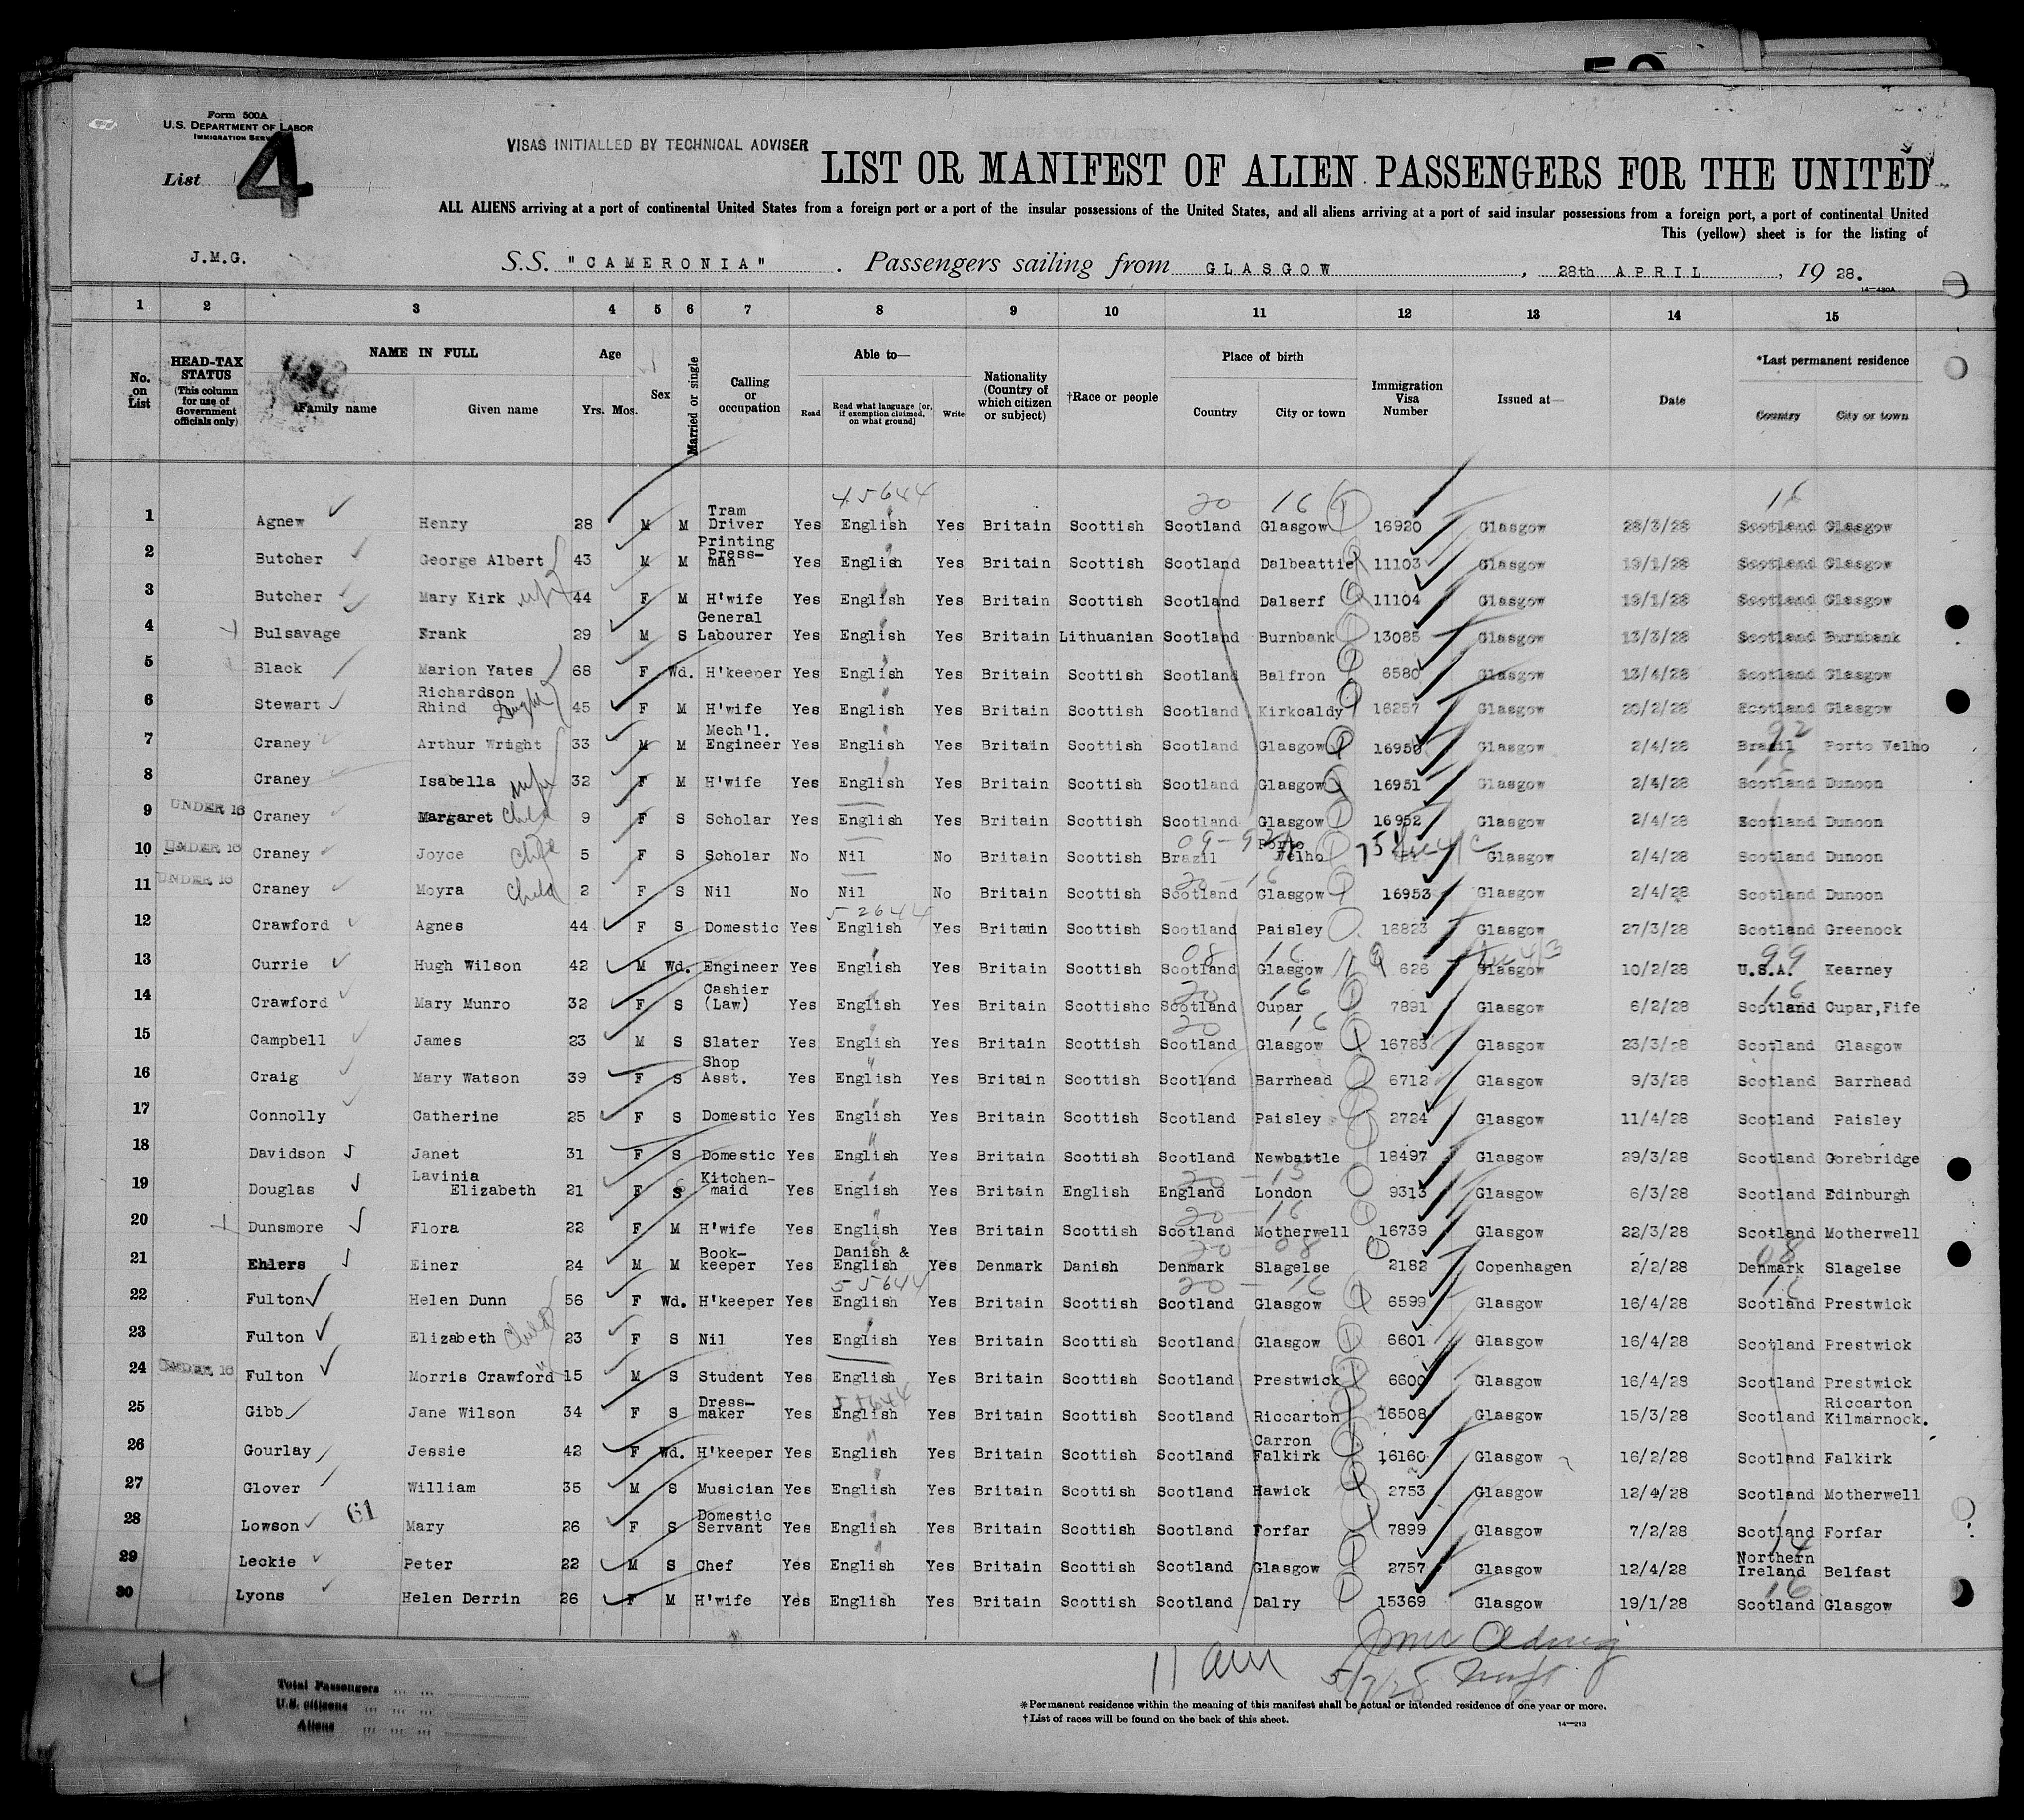 Form 500A
U.S. DEPARTMENT OF LABOR
IMMIGRATION SERVICE
List 4
VISAS INITIALLED BY TECHNICAL ADVISER
LIST OR MANIFEST OF ALIEN PASSENGERS FOR THE UNITED
ALL ALIENS arriving at a port of continental United States from a foreign port or a port of the insular possessions of the United States, and all aliens arriving at a port of said insular possessions from a foreign port, a port of continental United
This (yellow) sheet is for the listing of
J.M.G. S.S. "CAMERONIA" . Passengers sailing from GLASGOW , 28th APRIL , 19 28.
14—430A
1 2 3 4 5 6 7 8 9 10 11 12 13 14 15
No. on List HEAD-TAX STATUS (This column for use of Government officials only) NAME IN FULL Family name Given name Age Yrs. Mos. Sex Married or single Calling or occupation Able to— Read Read what language [or, if exemption claimed, on what ground] Write Nationality (Country of which citizen or subject) †Race or people Place of birth Country City or town Immigration Visa Number Issued at— Date *Last permanent residence Country City or town
45644 20 16 16
1 Agnew Henry 28 M M Tram Driver Yes English Yes Britain Scottish Scotland Glasgow 16920 Glasgow 28/3/28 Scotland Glasgow
2 Butcher George Albert 43 M M Printing Press-man Yes English Yes Britain Scottish Scotland Dalbeattie 11103 Glasgow 19/1/28 Scotland Glasgow
3 Butcher Mary Kirk wife 44 F M H'wife Yes English Yes Britain Scottish Scotland Dalserf 11104 Glasgow 19/1/28 Scotland Glasgow
4 Bulsavage Frank 29 M S General Labourer Yes English Yes Britain Lithuanian Scotland Burnbank 13085 Glasgow 13/3/28 Scotland Burnbank
5 Black Marion Yates 68 F Wd. H'keeper Yes English Yes Britain Scottish Scotland Balfron 6580 Glasgow 13/4/28 Scotland Glasgow
6 Stewart Richardson Rhind 45 F M H'wife Yes English Yes Britain Scottish Scotland Kirkcaldy 16257 Glasgow 20/2/28 Scotland Glasgow
7 Craney Arthur Wright 33 M M Mech'l. Engineer Yes English Yes Britain Scottish Scotland Glasgow 16950 Glasgow 2/4/28 Brazil Porto Velho
8 Craney Isabella wife 32 F M H'wife Yes English Yes Britain Scottish Scotland Glasgow 16951 Glasgow 2/4/28 Scotland Dunoon
9 UNDER 16 Craney Margaret Child 9 F S Scholar Yes English Yes Britain Scottish Scotland Glasgow 16952 Glasgow 2/4/28 Scotland Dunoon
10 UNDER 16 Craney Joyce Child 5 F S Scholar No Nil No Britain Scottish Brazil Porto Velho Glasgow 2/4/28 Scotland Dunoon
11 UNDER 16 Craney Moyra Child 2 F S Nil No Nil No Britain Scottish Scotland Glasgow 16953 Glasgow 2/4/28 Scotland Dunoon
52644
12 Crawford Agnes 44 F S Domestic Yes English Yes Britain Scottish Scotland Paisley 16823 Glasgow 27/3/28 Scotland Greenock
13 Currie Hugh Wilson 42 M Wd. Engineer Yes English Yes Britain Scottish Scotland Glasgow 626 Glasgow 10/2/28 U.S.A. Kearney
14 Crawford Mary Munro 32 F S Cashier (Law) Yes English Yes Britain Scottishc Scotland Cupar 7891 Glasgow 6/2/28 Scotland Cupar,Fife
15 Campbell James 23 M S Slater Yes English Yes Britain Scottish Scotland Glasgow 16763 Glasgow 23/3/28 Scotland Glasgow
16 Craig Mary Watson 39 F S Shop Asst. Yes English Yes Britain Scottish Scotland Barrhead 6712 Glasgow 9/3/28 Scotland Barrhead
17 Connolly Catherine 25 F S Domestic Yes English Yes Britain Scottish Scotland Paisley 2724 Glasgow 11/4/28 Scotland Paisley
18 Davidson Janet 31 F S Domestic Yes English Yes Britain Scottish Scotland Newbattle 18497 Glasgow 29/3/28 Scotland Gorebridge
19 Douglas Lavinia Elizabeth 21 F S Kitchen-maid Yes English Yes Britain English England London 9313 Glasgow 6/3/28 Scotland Edinburgh
20 Dunsmore Flora 22 F M H'wife Yes English Yes Britain Scottish Scotland Motherwell 16739 Glasgow 22/3/28 Scotland Motherwell
21 Ehlers Einer 24 M M Book-keeper Yes Danish & English Yes Denmark Danish Denmark Slagelse 2182 Copenhagen 2/2/28 Denmark Slagelse
55644 20 – 16 16
22 Fulton Helen Dunn 56 F Wd. H'keeper Yes English Yes Britain Scottish Scotland Glasgow 6599 Glasgow 16/4/28 Scotland Prestwick
23 Fulton Elizabeth Child 23 F S Nil Yes English Yes Britain Scottish Scotland Glasgow 6601 Glasgow 16/4/28 Scotland Prestwick
24 UNDER 16 Fulton Morris Crawford 15 M S Student Yes English Yes Britain Scottish Scotland Prestwick 6600 Glasgow 16/4/28 Scotland Prestwick
25 Gibb Jane Wilson 34 F S Dress-maker Yes English Yes Britain Scottish Scotland Riccarton 16508 Glasgow 15/3/28 Scotland Riccarton Kilmarnock.
26 Gourlay Jessie 42 F Wd. H'keeper Yes English Yes Britain Scottish Scotland Carron Falkirk 16160 Glasgow 16/2/28 Scotland Falkirk
27 Glover William 35 M S Musician Yes English Yes Britain Scottish Scotland Hawick 2753 Glasgow 12/4/28 Scotland Motherwell
28 Lowson 61 Mary 26 F S Domestic Servant Yes English Yes Britain Scottish Scotland Forfar 7899 Glasgow 7/2/28 Scotland Forfar
29 Leckie Peter 22 M S Chef Yes English Yes Britain Scottish Scotland Glasgow 2757 Glasgow 12/4/28 Northern Ireland Belfast
30 Lyons Helen Derrin 26 F M H'wife Yes English Yes Britain Scottish Scotland Dalry 15369 Glasgow 19/1/28 Scotland Glasgow
11 am
4
Total Passengers
U.S. citizens
Aliens
*Permanent residence within the meaning of this manifest shall be actual or intended residence of one year or more.
†List of races will be found on the back of this sheet.
14—213